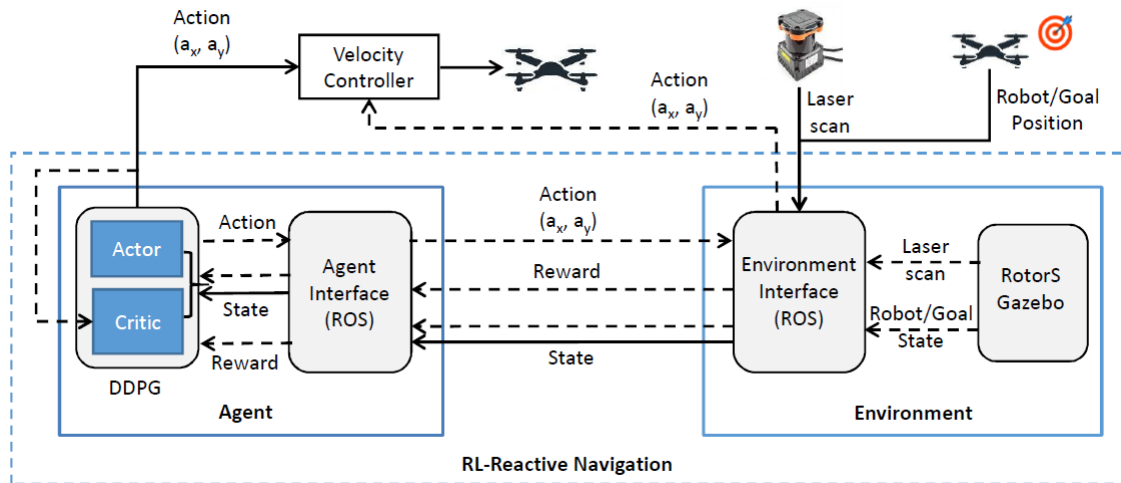 Action
(aₓ, aᵧ)
Velocity
Controller
Action
(aₓ, aᵧ)
Laser
scan
Robot/Goal
Position
Actor
Critic
DDPG
Action
State
Reward
Agent
Interface
(ROS)
Agent
Action
(aₓ, aᵧ)
Reward
State
Environment
Interface
(ROS)
Laser
scan
Robot/Goal
State
RotorS
Gazebo
Environment
RL-Reactive Navigation